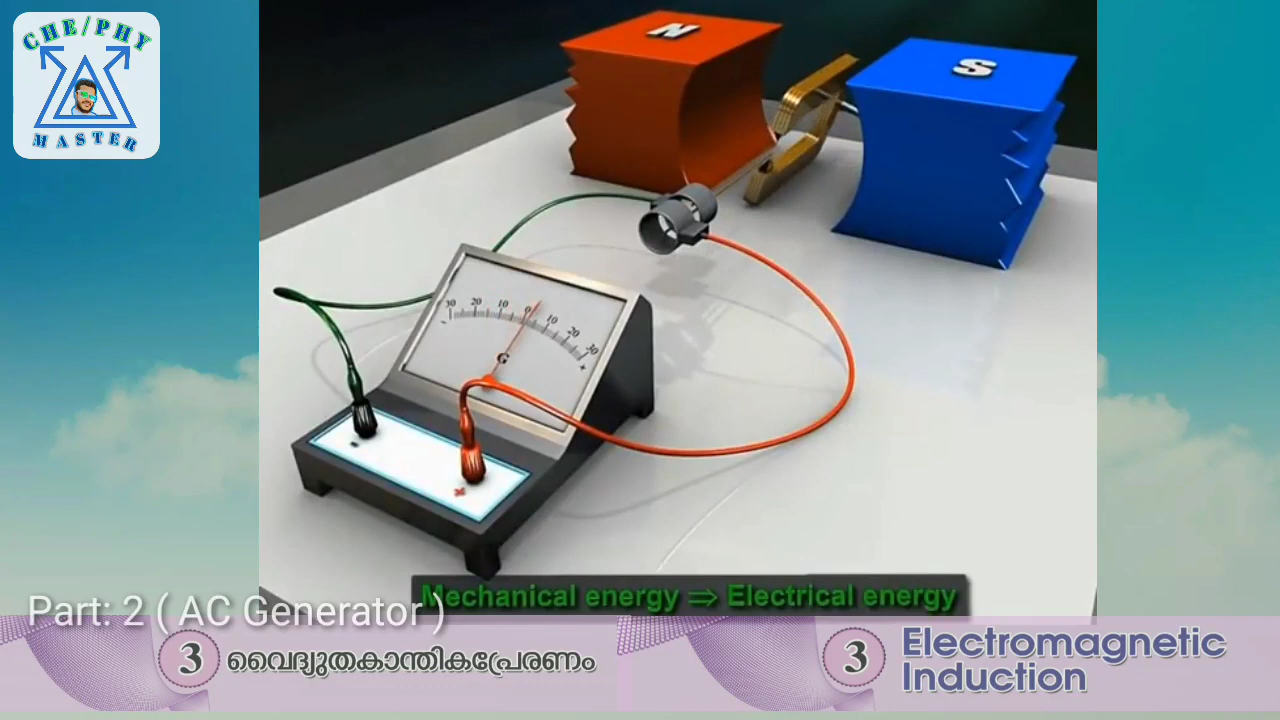 CHE/PHY
MASTER
N
S
30 20 10 0 10 20 30
- +
G
-
+
Mechanical energy ⇒ Electrical energy
Part: 2 ( AC Generator )
3 വൈദ്യുതകാന്തികപ്രേരണം
3 Electromagnetic
Induction